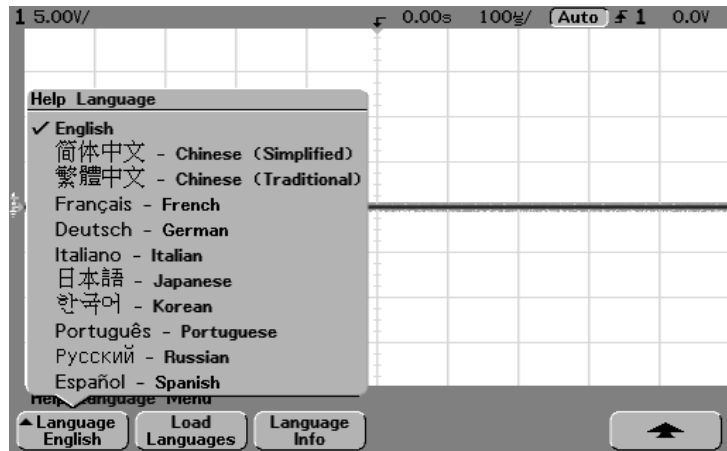 1 5.00V/ 0.00s 100㎲/ Auto 1 0.0V
Help Language
✓ English
简体中文 - Chinese (Simplified)
繁體中文 - Chinese (Traditional)
Français - French
Deutsch - German
Italiano - Italian
日本語 - Japanese
한국어 - Korean
Português - Portuguese
Русский - Russian
Español - Spanish
Help Language Menu
Language
English
Load
Languages
Language
Info